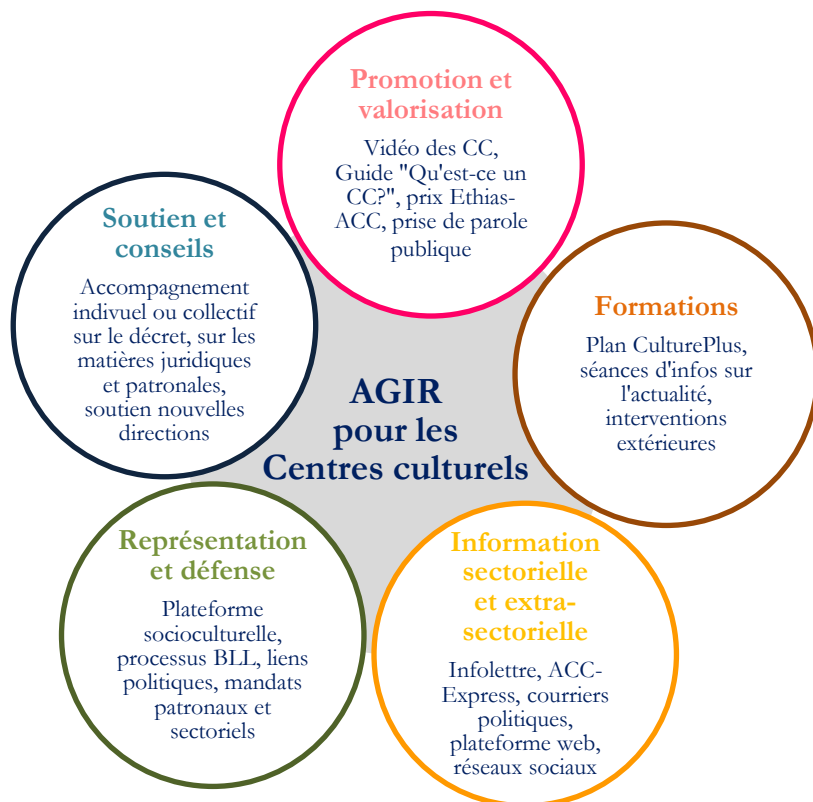 Promotion et
valorisation
Vidéo des CC,
Guide "Qu'est-ce un
CC?", prix Ethias-
ACC, prise de parole
publique
Soutien et
conseils
Accompagnement
indivuel ou collectif
sur le décret, sur les
matières juridiques
et patronales,
soutien nouvelles
directions
Formations
Plan CulturePlus,
séances d'infos sur
l'actualité,
interventions
extérieures
AGIR
pour les
Centres culturels
Représentation
et défense
Plateforme
socioculturelle,
processus BLL, liens
politiques, mandats
patronaux et
sectoriels
Information
sectorielle
et extra-
sectorielle
Infolettre, ACC-
Express, courriers
politiques,
plateforme web,
réseaux sociaux